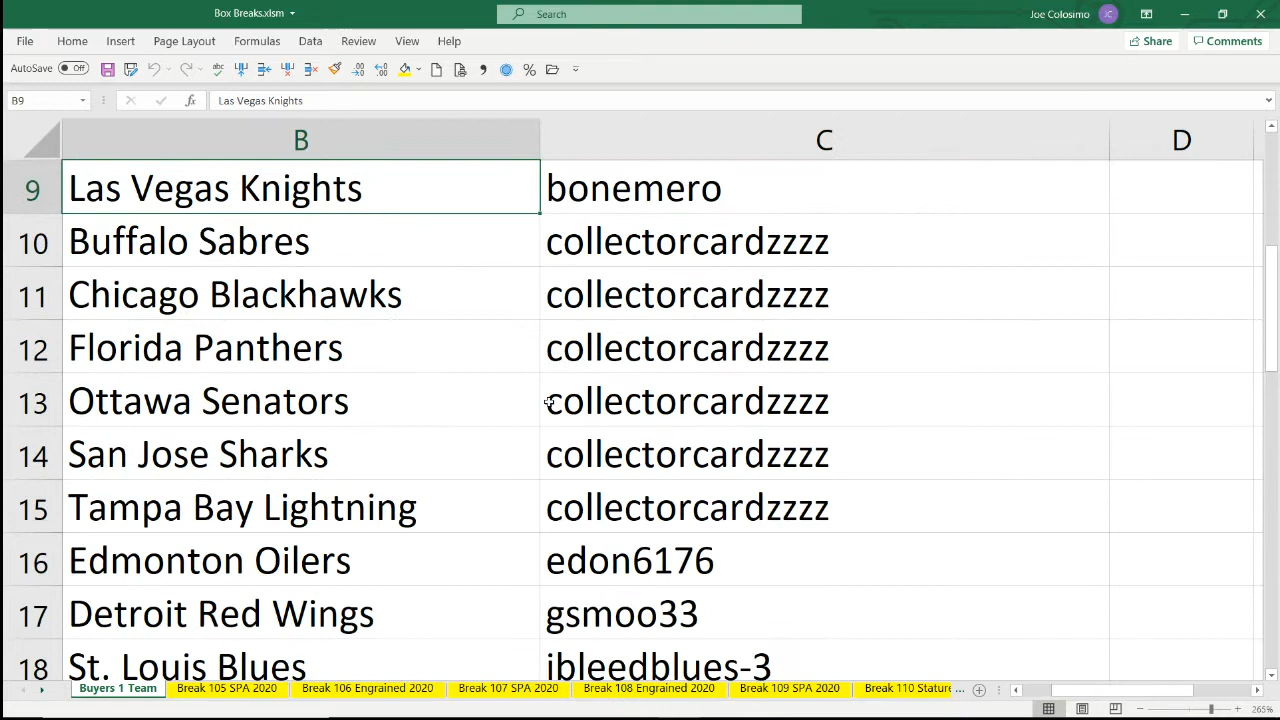 Box Breaks.xlsm
Search
Joe Colosimo
JC
File Home Insert Page Layout Formulas Data Review View Help
Share Comments
AutoSave Off
B9 fx Las Vegas Knights
B C D
9 Las Vegas Knights bonemero
10 Buffalo Sabres collectorcardzzzz
11 Chicago Blackhawks collectorcardzzzz
12 Florida Panthers collectorcardzzzz
13 Ottawa Senators collectorcardzzzz
14 San Jose Sharks collectorcardzzzz
15 Tampa Bay Lightning collectorcardzzzz
16 Edmonton Oilers edon6176
17 Detroit Red Wings gsmoo33
18 St. Louis Blues ibleedblues-3
Buyers 1 Team Break 105 SPA 2020 Break 106 Engrained 2020 Break 107 SPA 2020 Break 108 Engrained 2020 Break 109 SPA 2020 Break 110 Stature ...
265%